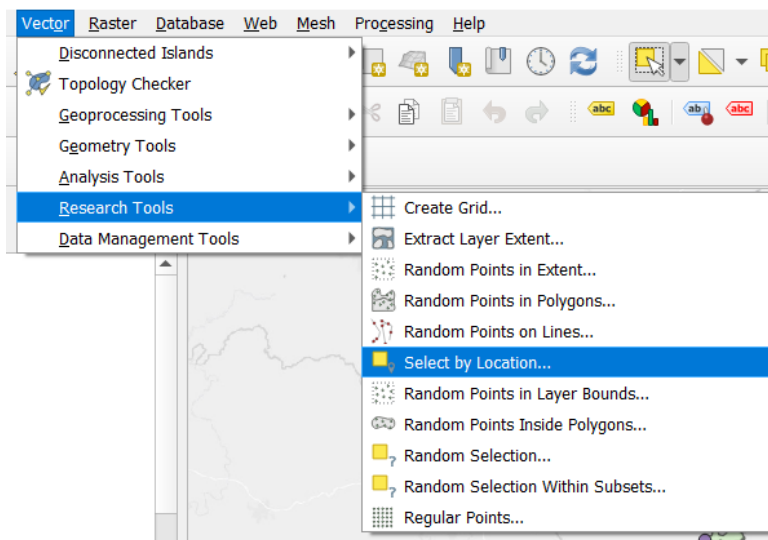 Vector Raster Database Web Mesh Processing Help
Disconnected Islands
Topology Checker
Geoprocessing Tools
Geometry Tools
Analysis Tools
Research Tools
Data Management Tools
abc ab abc
Create Grid...
Extract Layer Extent...
Random Points in Extent...
Random Points in Polygons...
Random Points on Lines...
Select by Location...
Random Points in Layer Bounds...
Random Points Inside Polygons...
Random Selection...
Random Selection Within Subsets...
Regular Points...